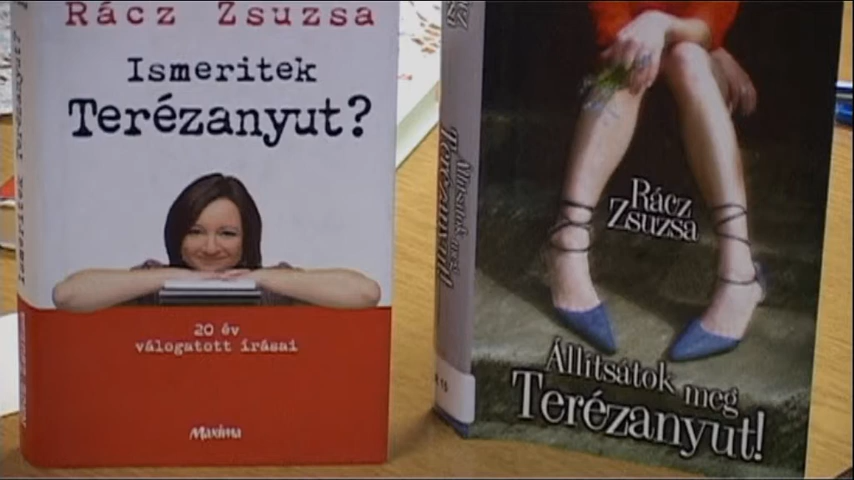 Rácz Zsuzsa
Ismeritek
Terézanyut?
20 év
válogatott írásai
Maxima
Állítsátok meg
Terézanyut!
Rácz
Zsuzsa
Állítsátok meg
Terézanyut!